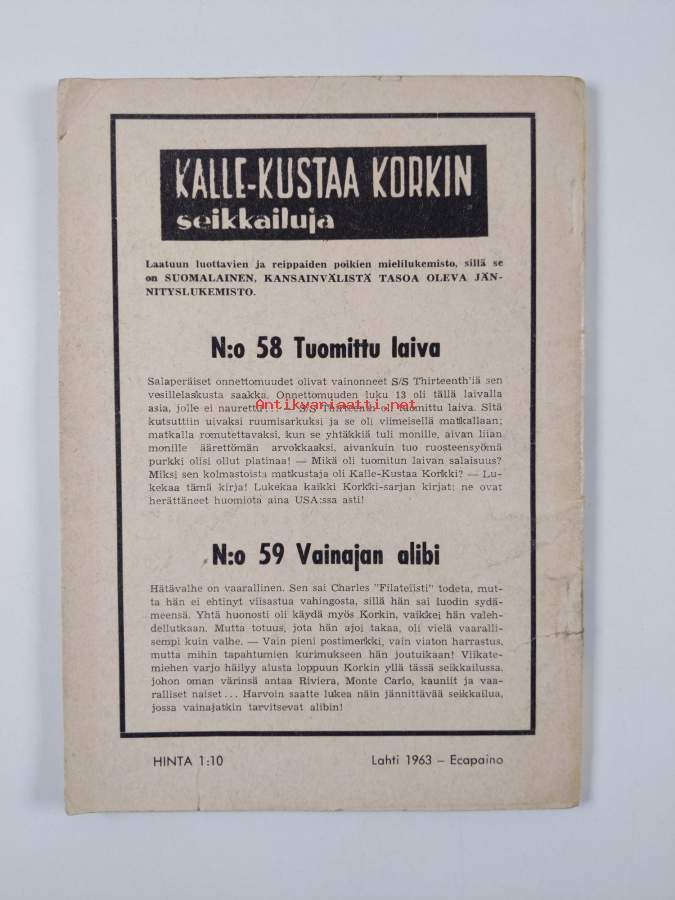 KALLE-KUSTAA KORKIN
seikkailuja
Laatuun luottavien ja reippaiden poikien mielilukemisto, sillä se
on SUOMALAINEN, KANSAINVÄLISTÄ TASOA OLEVA JÄN-
NITYSLUKEMISTO.
N:o 58 Tuomittu laiva
Salaperäiset onnettomuudet olivat vainonneet S/S Thirteenth'iä sen
vesillelaskusta saakka. Onnettomuuden luku 13 oli tällä laivalla
asia, jolle ei naurettu... — S/S Thirteenth oli tuomittu laiva. Sitä
Antikvariaatti.net
kutsuttiin uivaksi ruumisarkuksi ja se oli viimeisellä matkallaan;
matkalla romutettavaksi, kun se yhtäkkiä tuli monille, aivan liian
monille äärettömän arvokkaaksi, aivankuin tuo ruosteensyömä
purkki olisi ollut platinaa! — Mikä oli tuomitun laivan salaisuus?
Miksi sen kolmastoista matkustaja oli Kalle-Kustaa Korkki? — Lu-
kekaa tämä kirja! Lukekaa kaikki Korkki-sarjan kirjat: ne ovat
herättäneet huomiota aina USA:ssa asti!
N:o 59 Vainajan alibi
Hätävalhe on vaarallinen. Sen sai Charles "Filatelisti" todeta, mut-
ta hän ei ehtinyt viisastua vahingosta, sillä hän sai luodin sydä-
meensä. Yhtä huonosti oli käydä myös Korkin, vaikkei hän valeh-
dellutkaan. Mutta totuus, jota hän ajoi takaa, oli vielä vaaralli-
sempi kuin valhe. — Vain pieni postimerkki, vain viaton harrastus,
mutta mihin tapahtumien kurimukseen hän joutuikaan! Viikate-
miehen varjo häilyy alusta loppuun Korkin yllä tässä seikkailussa,
johon oman värinsä antaa Riviera, Monte Carlo, kauniit ja vaa-
ralliset naiset... Harvoin saatte lukea näin jännittävää seikkailua,
jossa vainajatkin tarvitsevat alibin!
HINTA 1:10
Lahti 1963 – Ecapaino